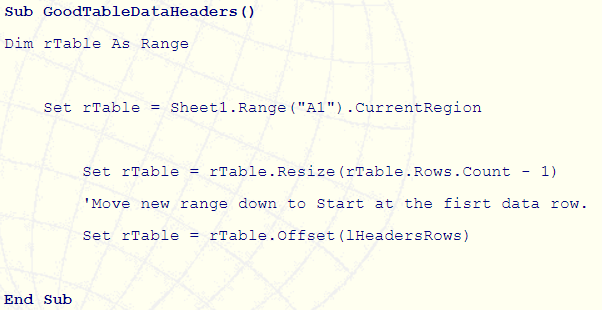 Sub GoodTableDataHeaders()
Dim rTable As Range
Set rTable = Sheet1.Range("A1").CurrentRegion
Set rTable = rTable.Resize(rTable.Rows.Count - 1)
'Move new range down to Start at the fisrt data row.
Set rTable = rTable.Offset(lHeadersRows)
End Sub